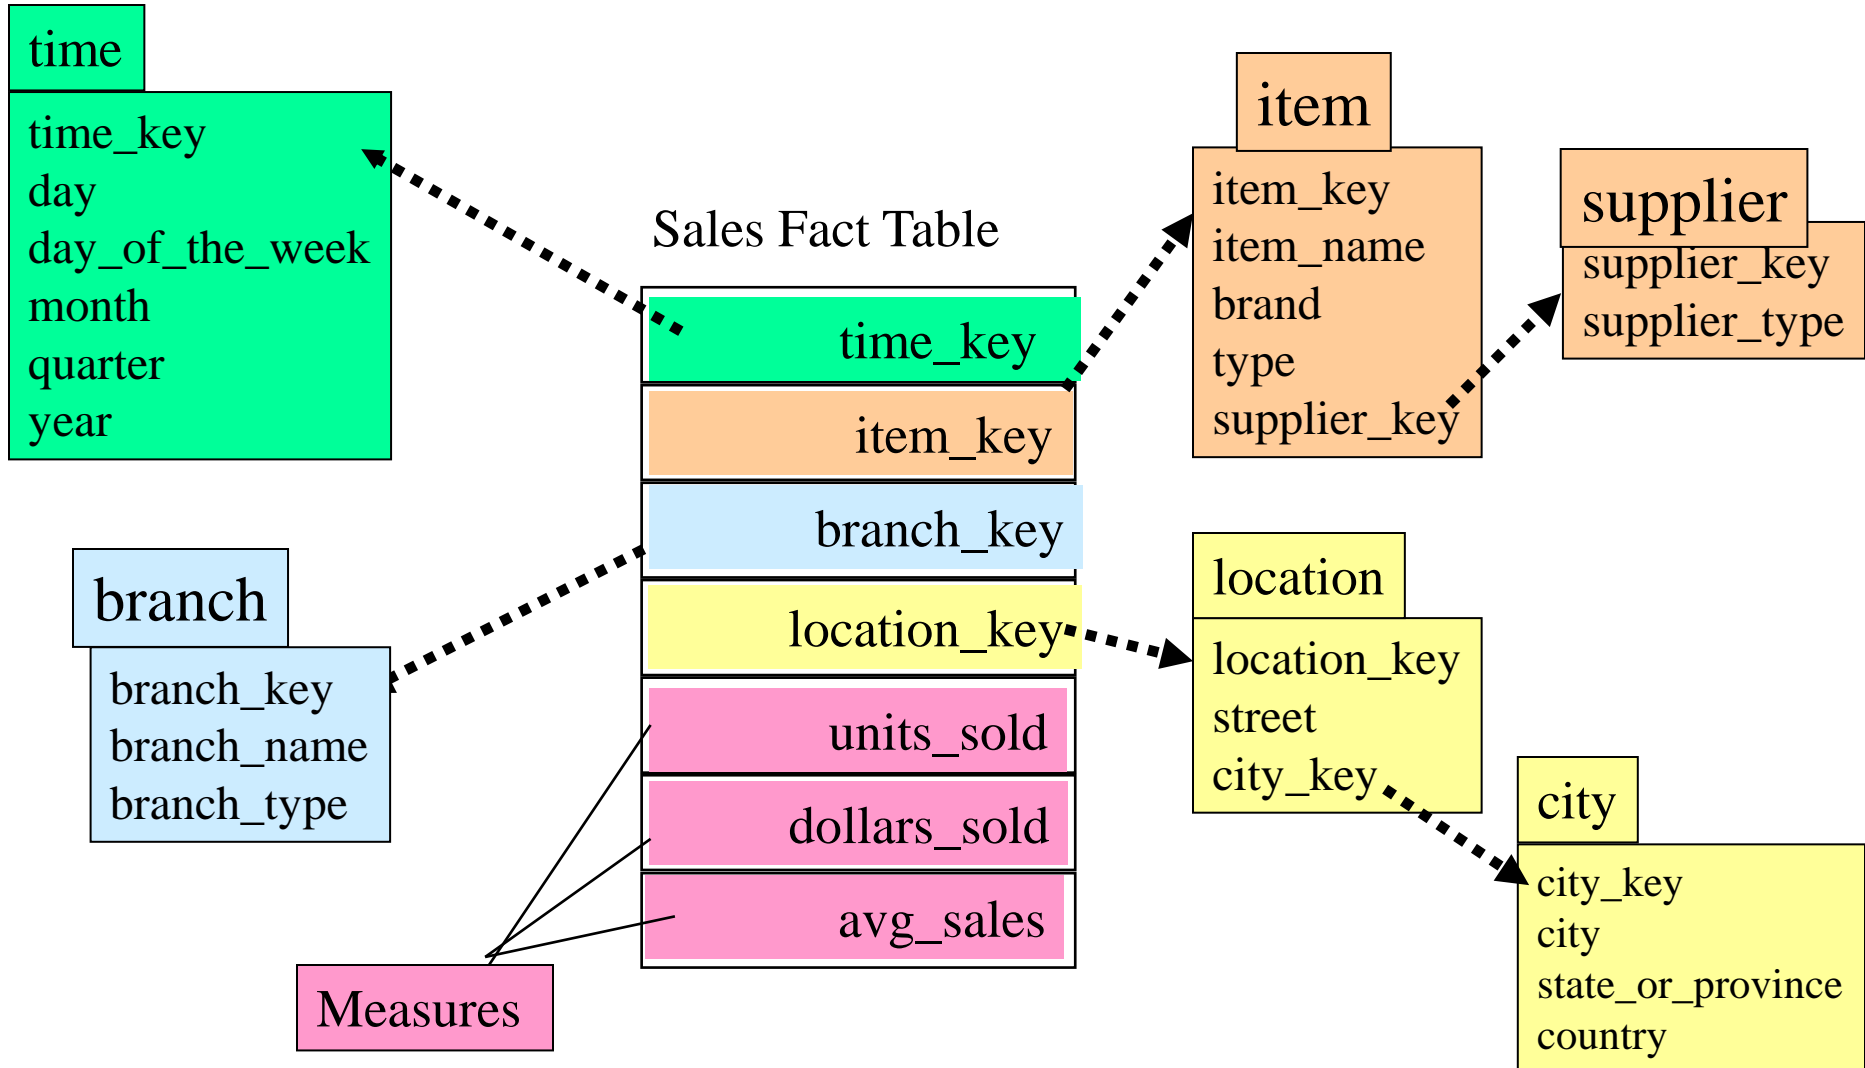 time
time_key
day
day_of_the_week
month
quarter
year
branch
branch_key
branch_name
branch_type
Sales Fact Table
time_key
item_key
branch_key
location_key
units_sold
dollars_sold
avg_sales
Measures
item
item_key
item_name
brand
type
supplier_key
supplier
supplier_key
supplier_type
location
location_key
street
city_key
city
city_key
city
state_or_province
country